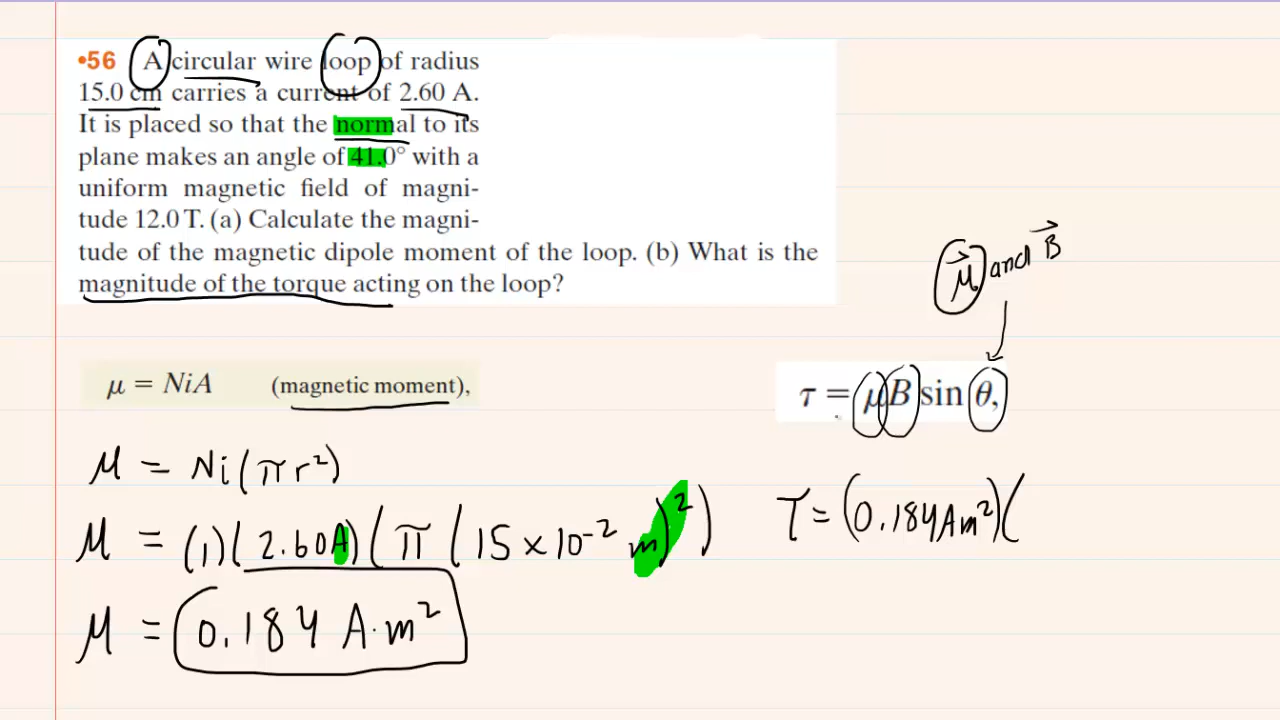 •56 A circular wire loop of radius
15.0 cm carries a current of 2.60 A.
It is placed so that the normal to its
plane makes an angle of 41.0° with a
uniform magnetic field of magni-
tude 12.0 T. (a) Calculate the magni-
tude of the magnetic dipole moment of the loop. (b) What is the
magnitude of the torque acting on the loop?
μ⃗ and B⃗
μ = NiA (magnetic moment),
τ = μB sin θ,
μ = Ni(πr²)
μ = (1)(2.60A)(π(15 × 10⁻² m)²)
μ = 0.184 A·m²
τ = (0.184Am²)(